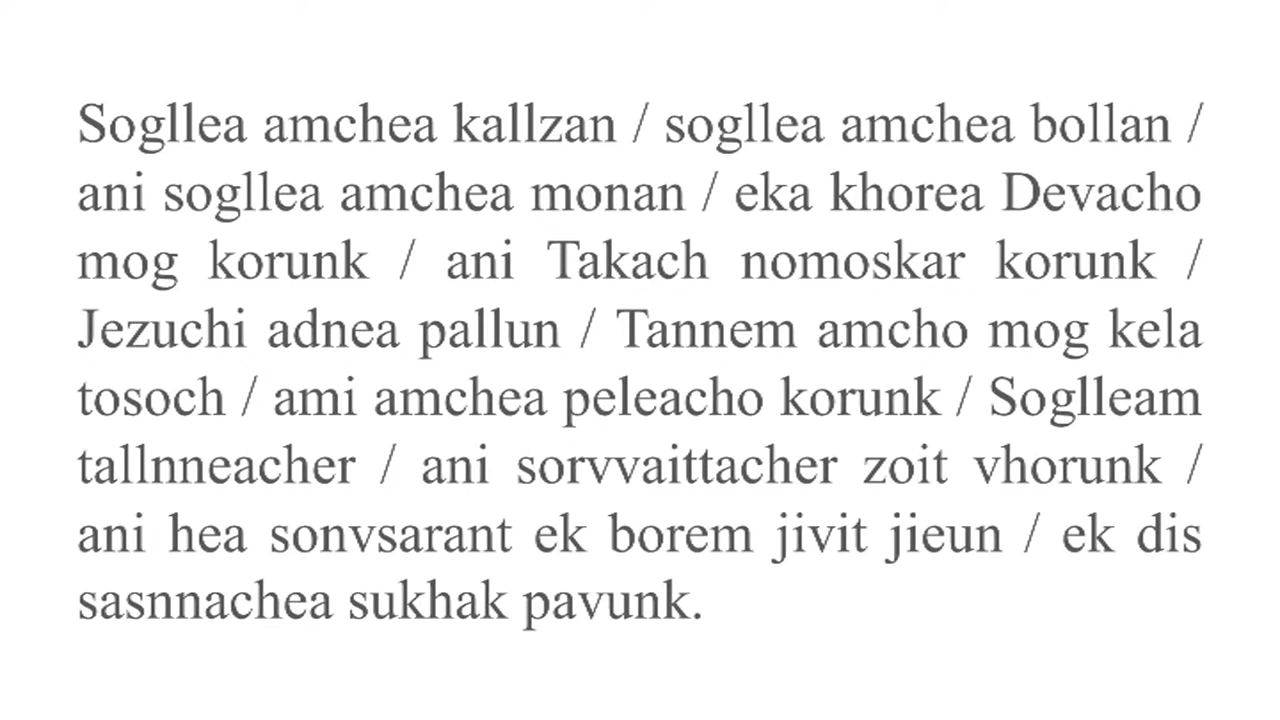 Sogllea amchea kallzan / sogllea amchea bollan /
ani sogllea amchea monan / eka khorea Devacho
mog korunk / ani Takach nomoskar korunk /
Jezuchi adnea pallun / Tannem amcho mog kela
tosoch / ami amchea peleacho korunk / Soglleam
tallnneacher / ani sorvvaittacher zoit vhorunk /
ani hea sonvsarant ek borem jivit jieun / ek dis
sasnnachea sukhak pavunk.